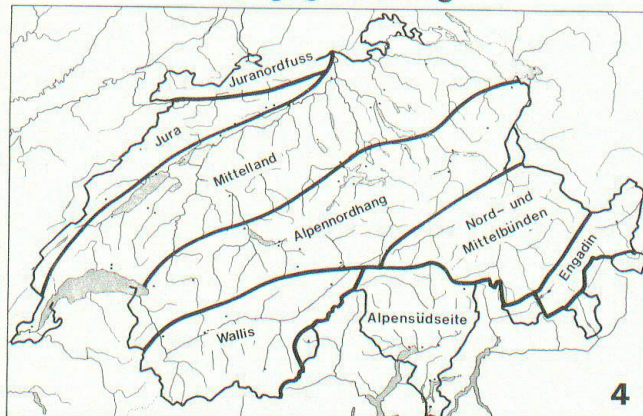 Juranordfuss
Jura
Mittelland
Alpennordhang
Nord- und
Mittelbünden
Engadin
Wallis
Alpensüdseite
4